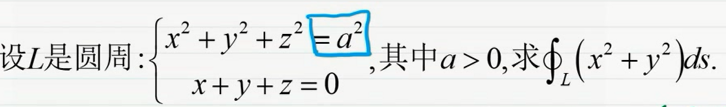 设L是圆周:{x² + y² + z² = a², x + y + z = 0, 其中a > 0, 求∮_L (x² + y²)ds.